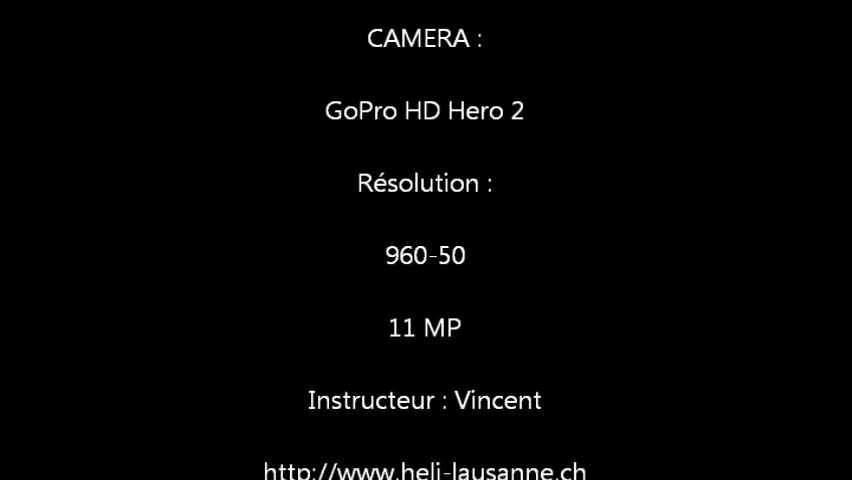 CAMERA :
GoPro HD Hero 2
Résolution :
960-50
11 MP
Instructeur : Vincent
http://www.heli-lausanne.ch